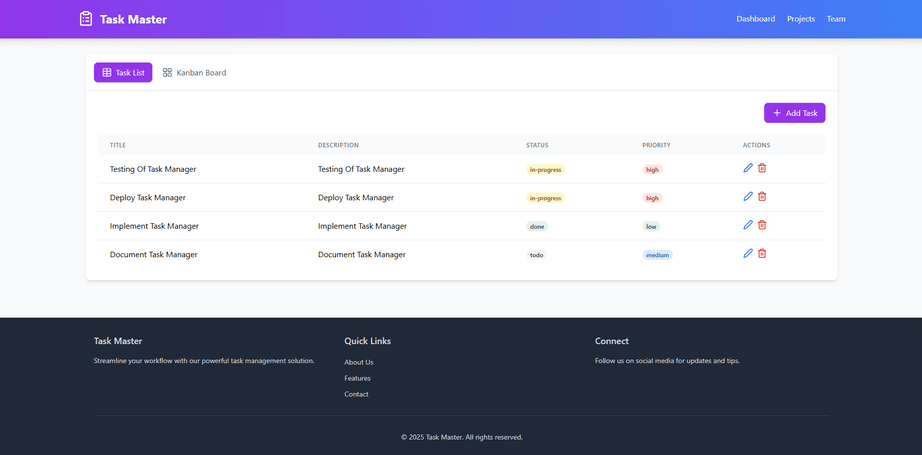 Task Master Dashboard Projects Team
Task List Kanban Board
Add Task
TITLE DESCRIPTION STATUS PRIORITY ACTIONS
Testing Of Task Manager Testing Of Task Manager in-progress high
Deploy Task Manager Deploy Task Manager in-progress high
Implement Task Manager Implement Task Manager done low
Document Task Manager Document Task Manager todo medium
Task Master Quick Links Connect
Streamline your workflow with our powerful task management solution. About Us Follow us on social media for updates and tips.
Features
Contact
© 2025 Task Master. All rights reserved.